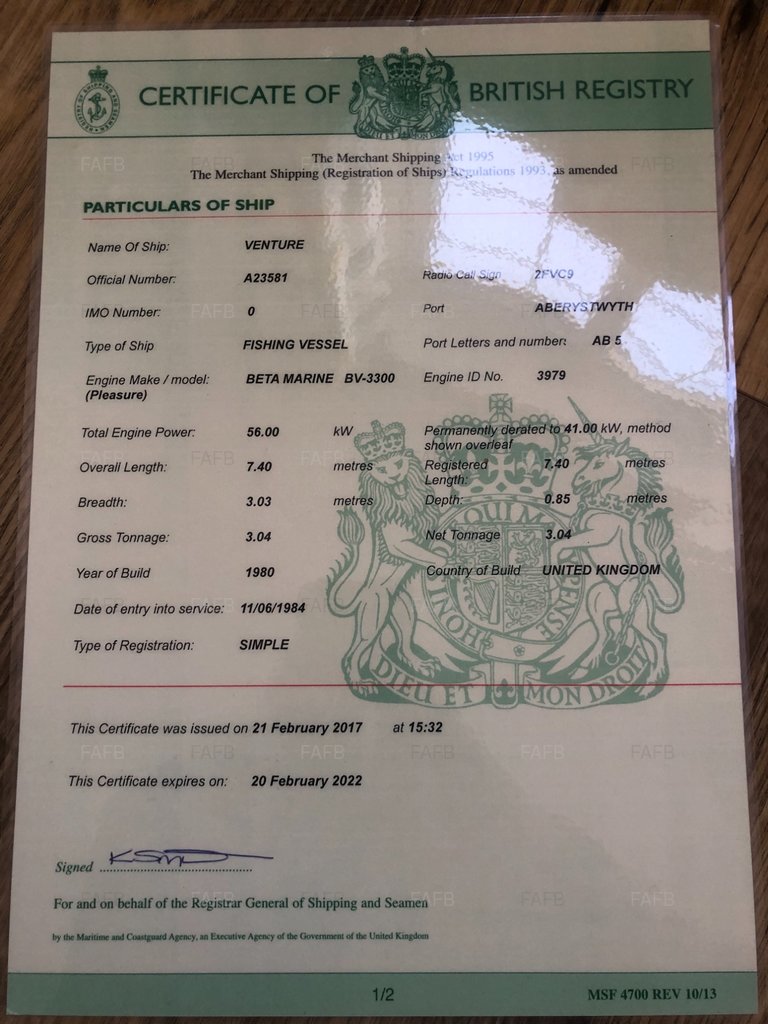 CERTIFICATE OF BRITISH REGISTRY
The Merchant Shipping Act 1995
The Merchant Shipping (Registration of Ships) Regulations 1993, as amended
PARTICULARS OF SHIP
Name Of Ship: VENTURE
Official Number: A23581 Radio Call Sign 2FVC9
IMO Number: 0 Port ABERYSTWYTH
Type of Ship FISHING VESSEL Port Letters and number: AB 5
Engine Make / model: BETA MARINE BV-3300 Engine ID No. 3979
(Pleasure)
Total Engine Power: 56.00 kW Permanently derated to 41.00 kW, method
shown overleaf
Overall Length: 7.40 metres Registered 7.40 metres
Length:
Breadth: 3.03 metres Depth: 0.85 metres
Gross Tonnage: 3.04 Net Tonnage 3.04
Year of Build 1980 Country of Build UNITED KINGDOM
Date of entry into service: 11/06/1984
Type of Registration: SIMPLE
DIEU ET MON DROIT
This Certificate was issued on 21 February 2017 at 15:32
This Certificate expires on: 20 February 2022
Signed
For and on behalf of the Registrar General of Shipping and Seamen
by the Maritime and Coastguard Agency, an Executive Agency of the Government of the United Kingdom
1/2 MSF 4700 REV 10/13
FAFB